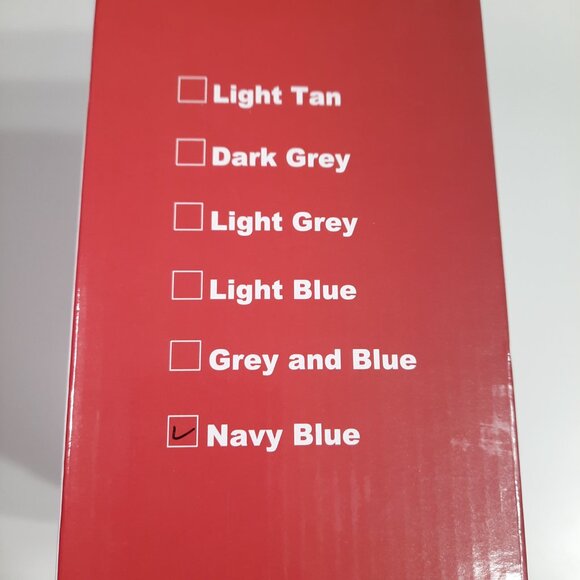 Light Tan
Dark Grey
Light Grey
Light Blue
Grey and Blue
Navy Blue